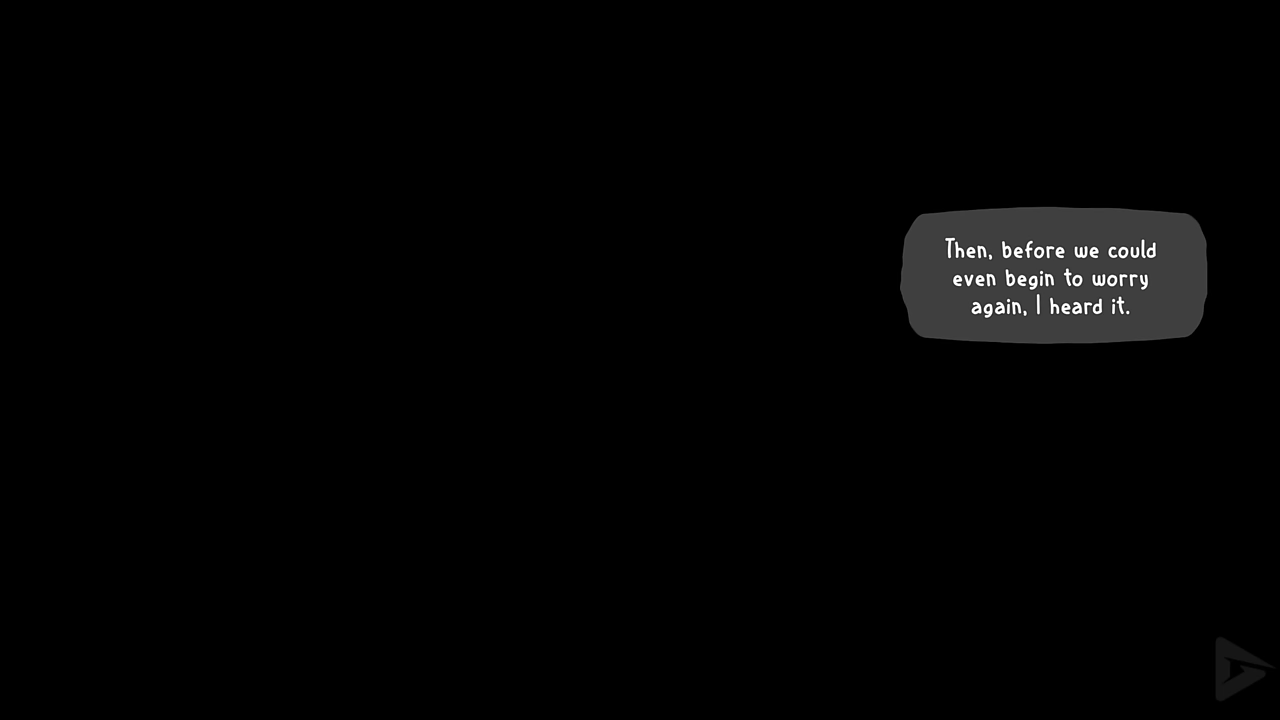 Then, before we could
even begin to worry
again, I heard it.